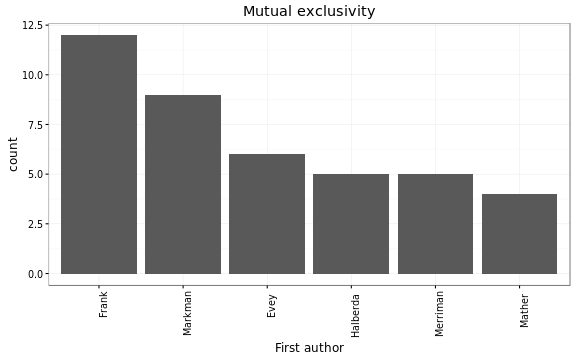 Mutual exclusivity
12.5
10.0
7.5
5.0
2.5
0.0
count
Frank
Markman
Evey
Halberda
Merriman
Mather
First author